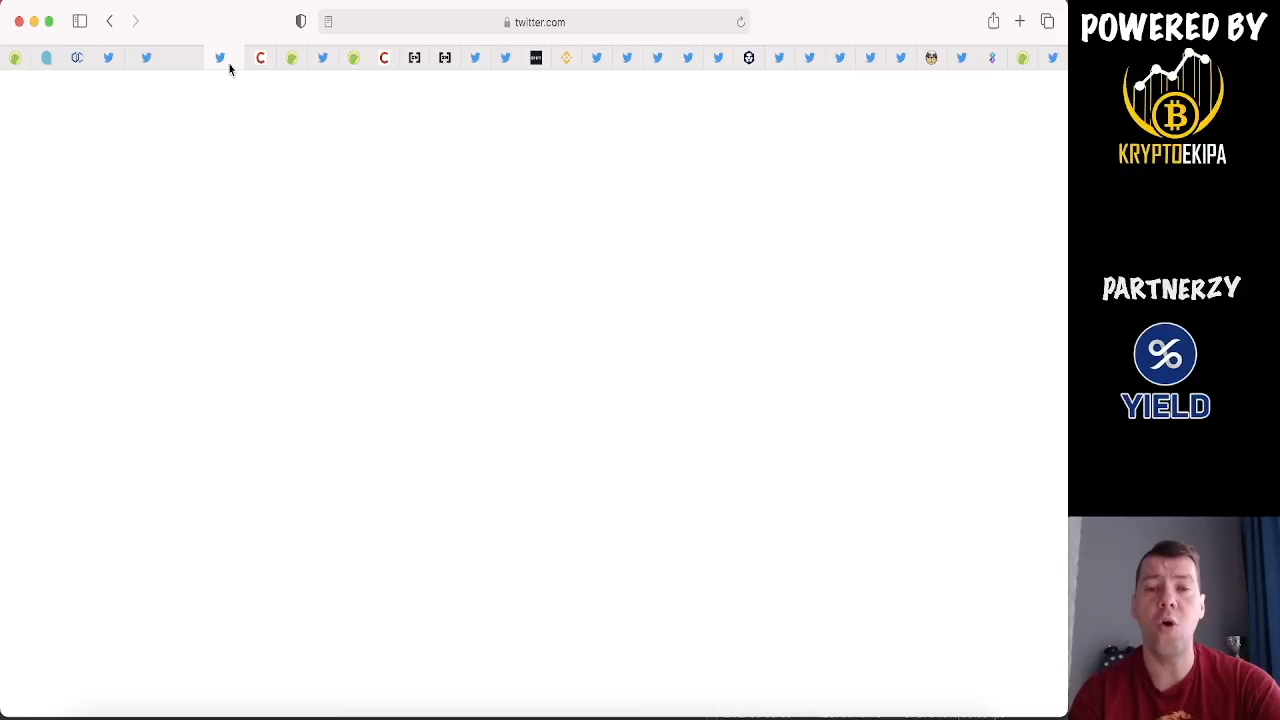 twitter.com
POWERED BY
KRYPTOEKIPA
PARTNERZY
YIELD